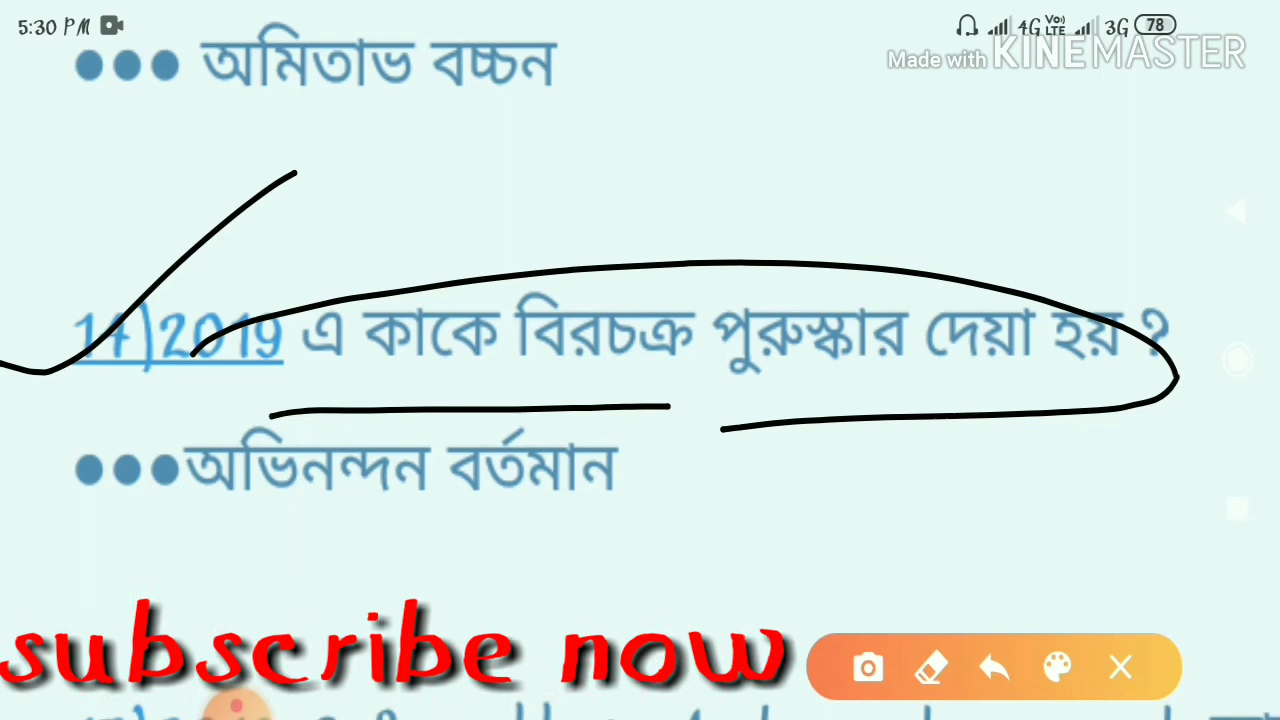 5:30 PM 4G VoLTE 3G 78
Made with KINEMASTER
●●● অমিতাভ বচ্চন
14)2019 এ কাকে বিরচক্র পুরুস্কার দেয়া হয় ?
●●●অভিনন্দন বর্তমান
subscribe now